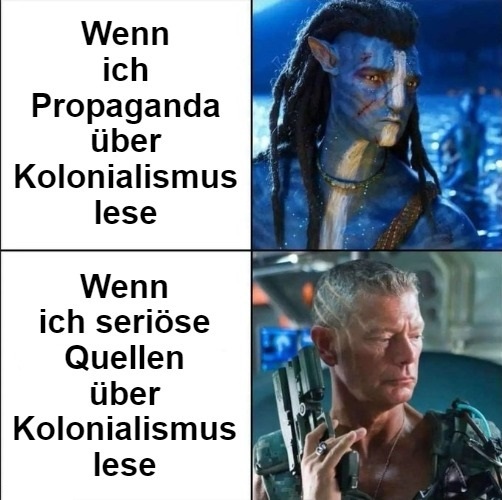 Wenn
ich
Propaganda
über
Kolonialismus
lese
Wenn
ich seriöse
Quellen
über
Kolonialismus
lese